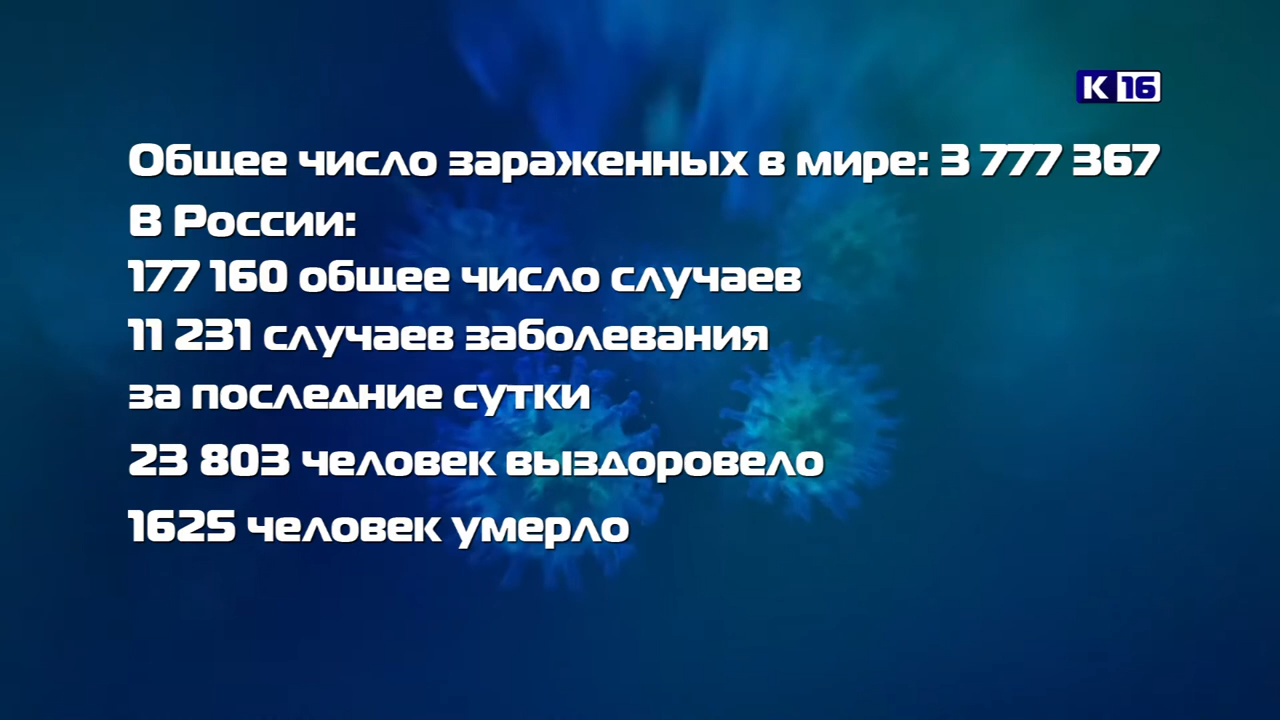 К 16
Общее число зараженных в мире: 3 777 367
В России:
177 160 общее число случаев
11 231 случаев заболевания
за последние сутки
23 803 человек выздоровело
1625 человек умерло